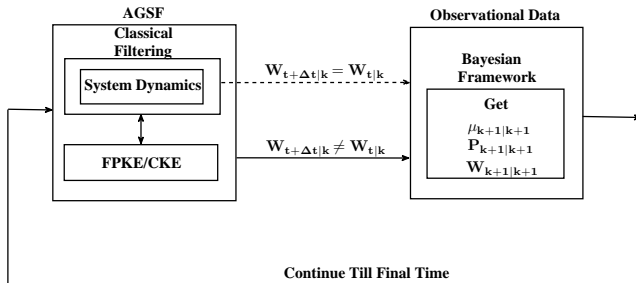 AGSF
Classical
Filtering
System Dynamics
FPKE/CKE
W_{t+Δt|k} = W_{t|k}
W_{t+Δt|k} ≠ W_{t|k}
Observational Data
Bayesian
Framework
Get
μ_{k+1|k+1}
P_{k+1|k+1}
W_{k+1|k+1}
Continue Till Final Time